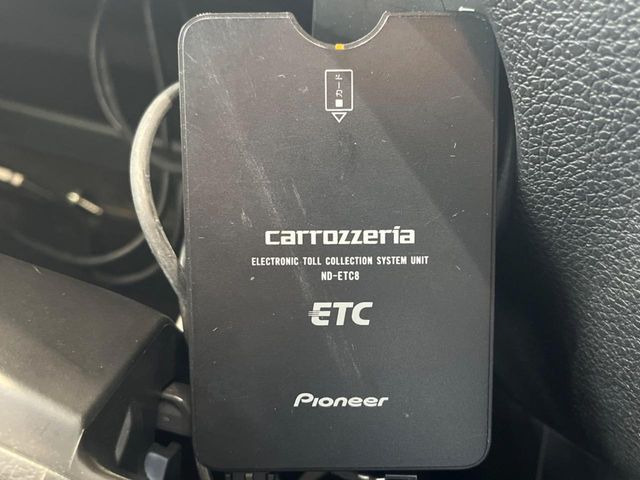 carrozzeria
ELECTRONIC TOLL COLLECTION SYSTEM UNIT
ND-ETC8
ETC
Pioneer